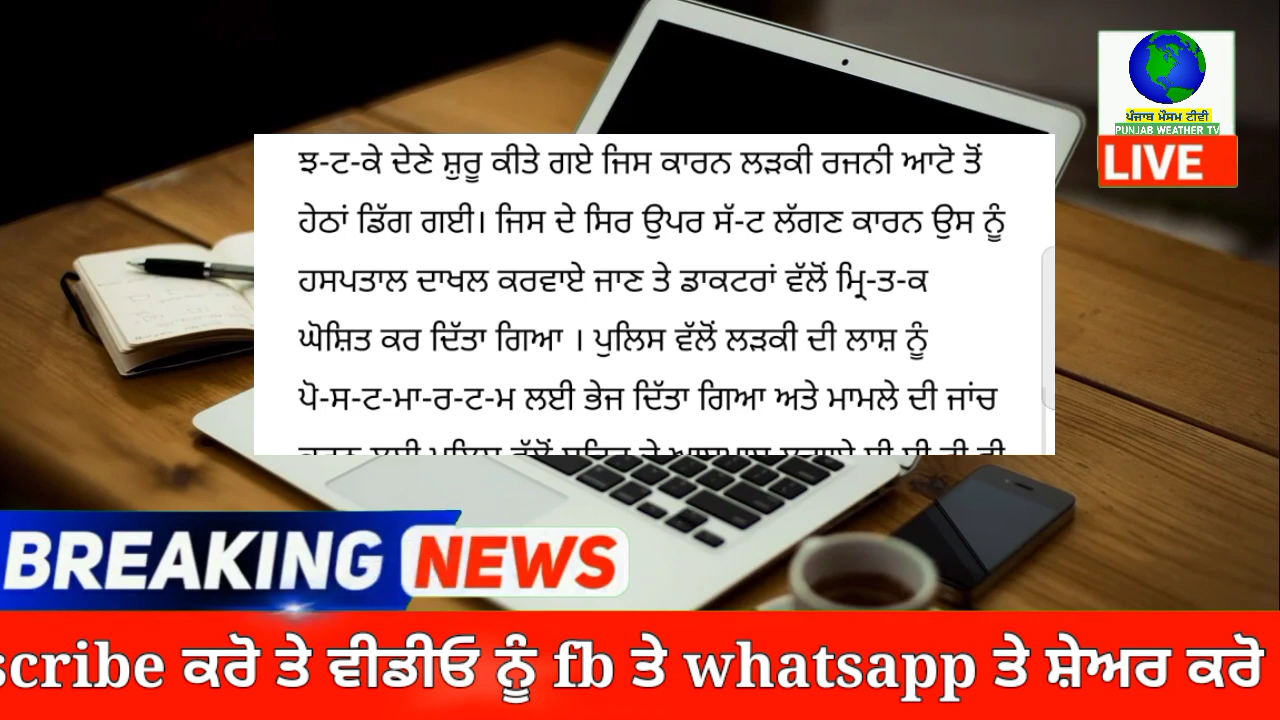 ਪੰਜਾਬ ਮੌਸਮ ਟੀਵੀ
PUNJAB WEATHER TV
LIVE
ਝ-ਟ-ਕੇ ਦੇਣੇ ਸ਼ੁਰੂ ਕੀਤੇ ਗਏ ਜਿਸ ਕਾਰਨ ਲੜਕੀ ਰਜਨੀ ਆਟੋ ਤੋਂ
ਹੇਠਾਂ ਡਿੱਗ ਗਈ। ਜਿਸ ਦੇ ਸਿਰ ਉਪਰ ਸੱ-ਟ ਲੱਗਣ ਕਾਰਨ ਉਸ ਨੂੰ
ਹਸਪਤਾਲ ਦਾਖਲ ਕਰਵਾਏ ਜਾਣ ਤੇ ਡਾਕਟਰਾਂ ਵੱਲੋਂ ਮ੍ਰਿ-ਤ-ਕ
ਘੋਸ਼ਿਤ ਕਰ ਦਿੱਤਾ ਗਿਆ । ਪੁਲਿਸ ਵੱਲੋਂ ਲੜਕੀ ਦੀ ਲਾਸ਼ ਨੂੰ
ਪੋ-ਸ-ਟ-ਮਾ-ਰ-ਟ-ਮ ਲਈ ਭੇਜ ਦਿੱਤਾ ਗਿਆ ਅਤੇ ਮਾਮਲੇ ਦੀ ਜਾਂਚ
BREAKING NEWS
scribe ਕਰੋ ਤੇ ਵੀਡੀਓ ਨੂੰ fb ਤੇ whatsapp ਤੇ ਸ਼ੇਅਰ ਕਰੋ